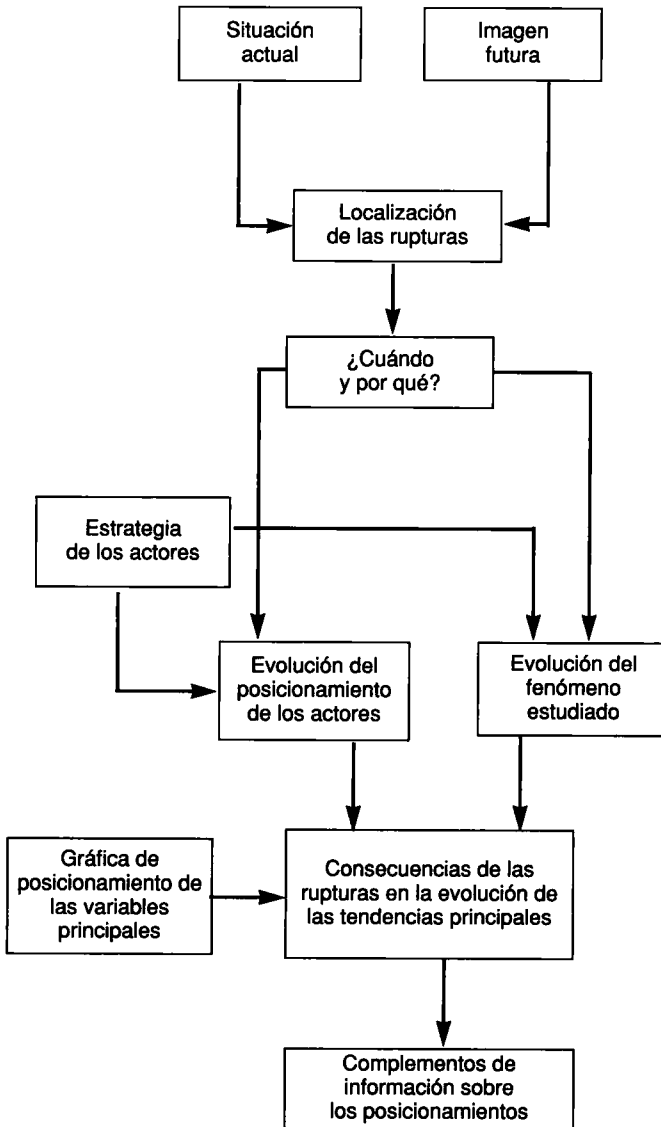 Situación
actual
Imagen
futura
Localización
de las rupturas
¿Cuándo
y por qué?
Estrategia
de los actores
Evolución del
posicionamiento
de los actores
Evolución del
fenómeno
estudiado
Gráfica de
posicionamiento de
las variables
principales
Consecuencias de las
rupturas en la evolución de
las tendencias principales
Complementos de
información sobre
los posicionamientos